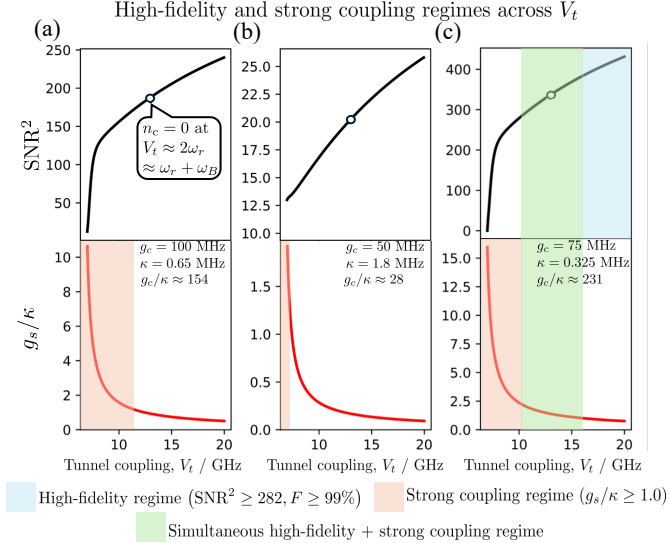 High-fidelity and strong coupling regimes across V_t
(a)
(b)
(c)
SNR²
250
200
150
100
50
n_c = 0 at
V_t ≈ 2ω_r
≈ ω_r + ω_B
25.0
22.5
20.0
17.5
15.0
12.5
10.0
400
300
200
100
0
g_s/κ
10
8
6
4
2
0
g_c = 100 MHz
κ = 0.65 MHz
g_c/κ ≈ 154
1.5
1.0
0.5
0.0
g_c = 50 MHz
κ = 1.8 MHz
g_c/κ ≈ 28
15.0
12.5
10.0
7.5
5.0
2.5
0.0
g_c = 75 MHz
κ = 0.325 MHz
g_c/κ ≈ 231
10 15 20
10 15 20
10 15 20
Tunnel coupling, V_t / GHz
Tunnel coupling, V_t / GHz
Tunnel coupling, V_t / GHz
High-fidelity regime (SNR² ≥ 282, F ≥ 99%)
Strong coupling regime (g_s/κ ≥ 1.0)
Simultaneous high-fidelity + strong coupling regime